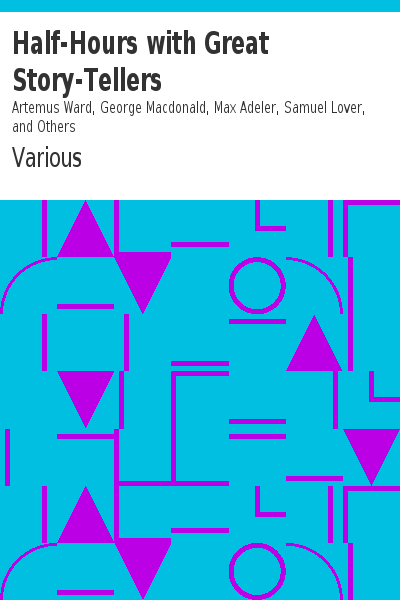 Half-Hours with Great
Story-Tellers
Artemus Ward, George Macdonald, Max Adeler, Samuel Lover,
and Others
Various